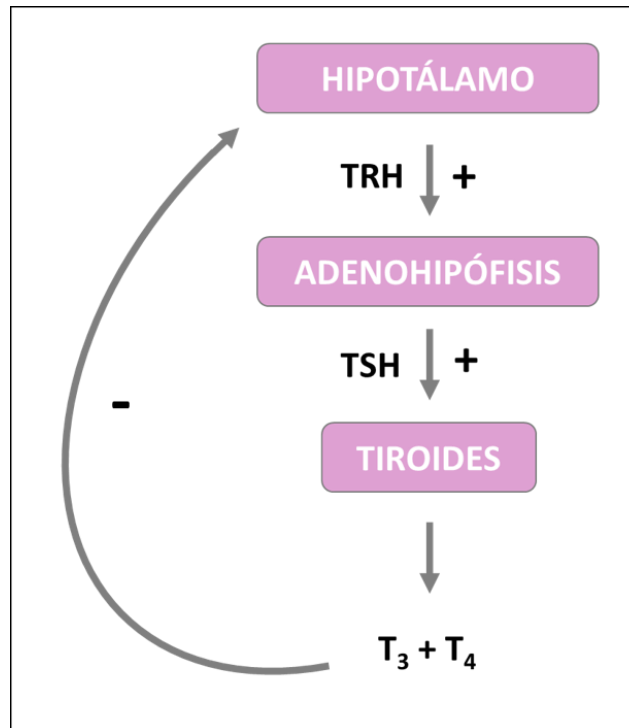 HIPOTÁLAMO
TRH +
ADENOHIPÓFISIS
TSH +
-
TIROIDES
T₃ + T₄